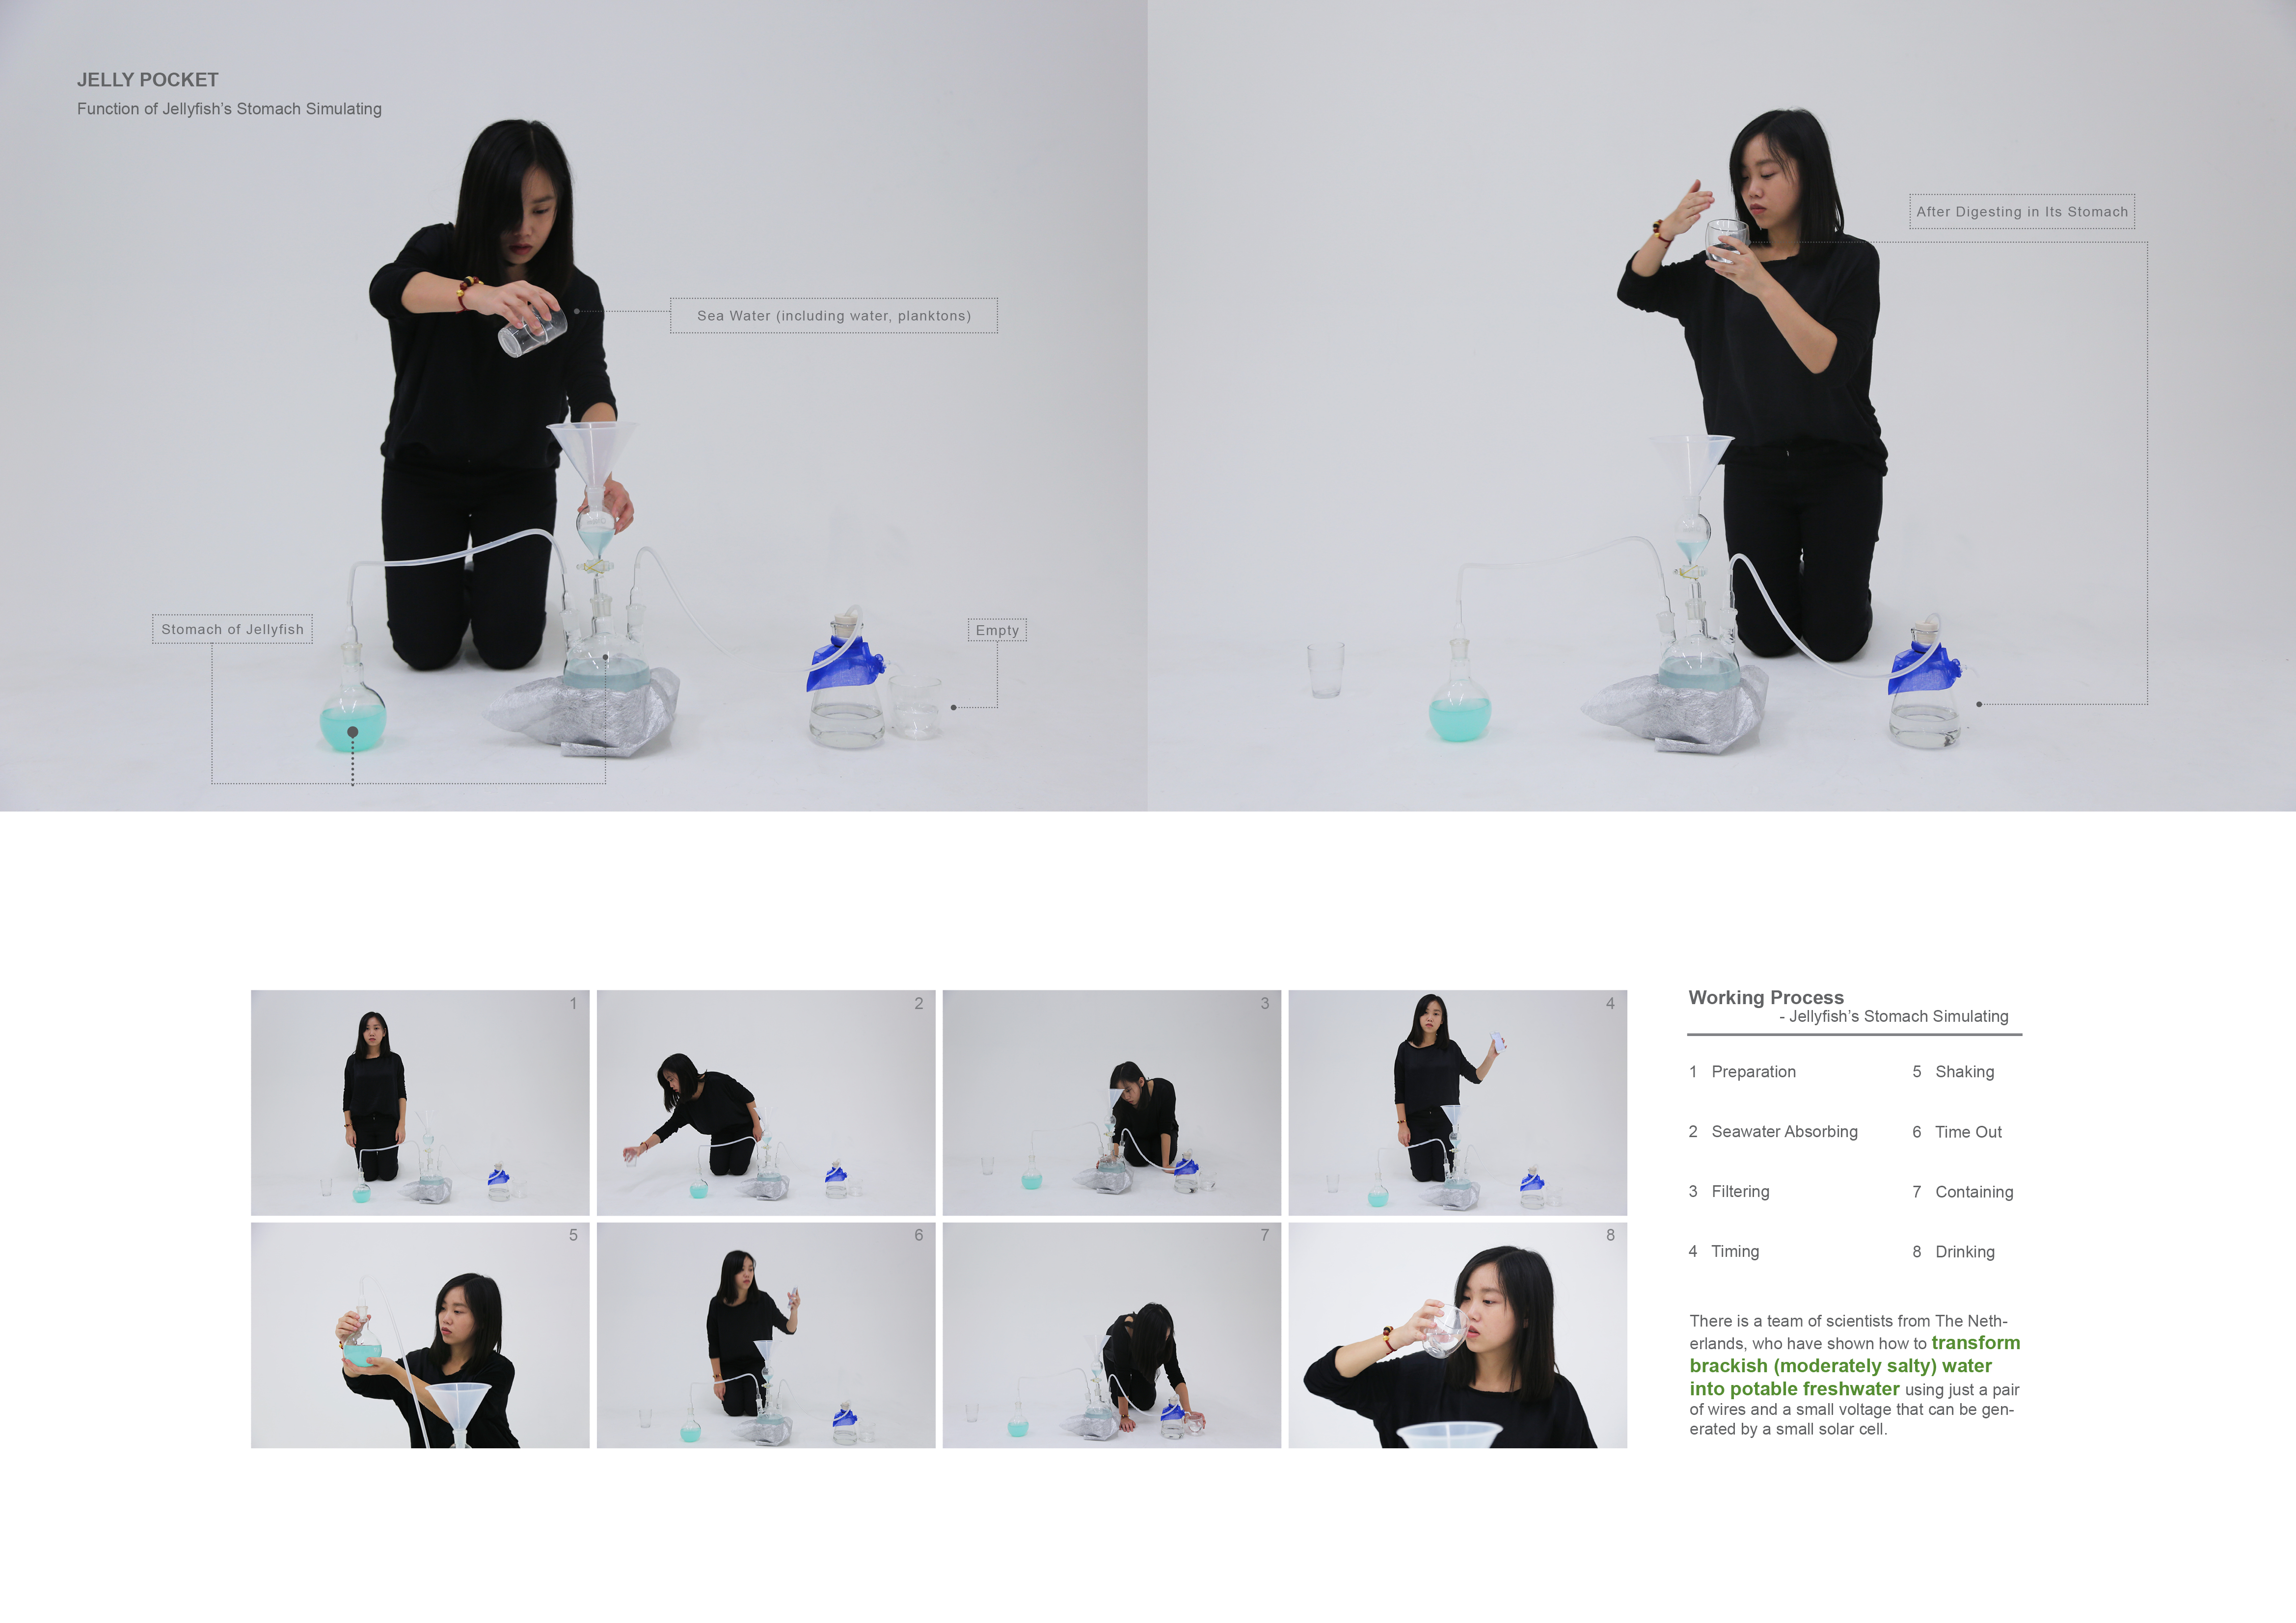 JELLY POCKET
Function of Jellyfish's Stomach Simulating
Sea Water (including water, planktons)
Stomach of Jellyfish
Empty
After Digesting in Its Stomach
1
2
3
4
5
6
7
8
Working Process
- Jellyfish's Stomach Simulating
1 Preparation
2 Seawater Absorbing
3 Filtering
4 Timing
5 Shaking
6 Time Out
7 Containing
8 Drinking
There is a team of scientists from The Neth-
erlands, who have shown how to transform
brackish (moderately salty) water
into potable freshwater using just a pair
of wires and a small voltage that can be gen-
erated by a small solar cell.